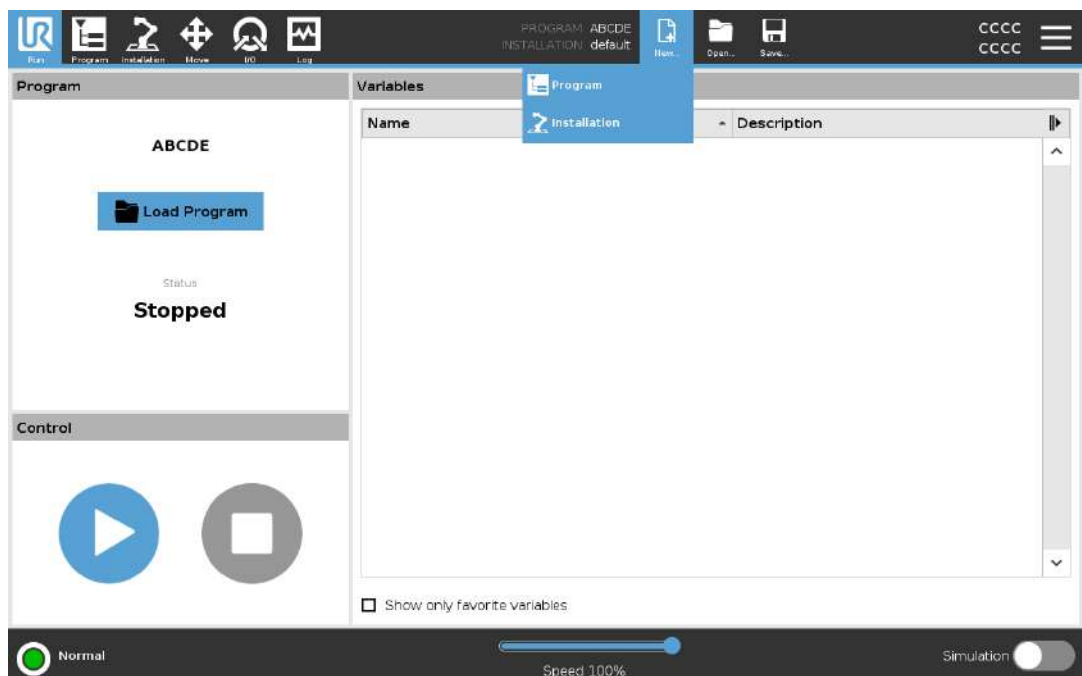 Run
Program
Installation
Move
I/O
Log
PROGRAM ABCDE
INSTALLATION default
New...
Open...
Save...
cccc
cccc
Program
Installation
Program
ABCDE
Load Program
Status
Stopped
Control
Variables
Name
Description
Show only favorite variables
Normal
Speed 100%
Simulation